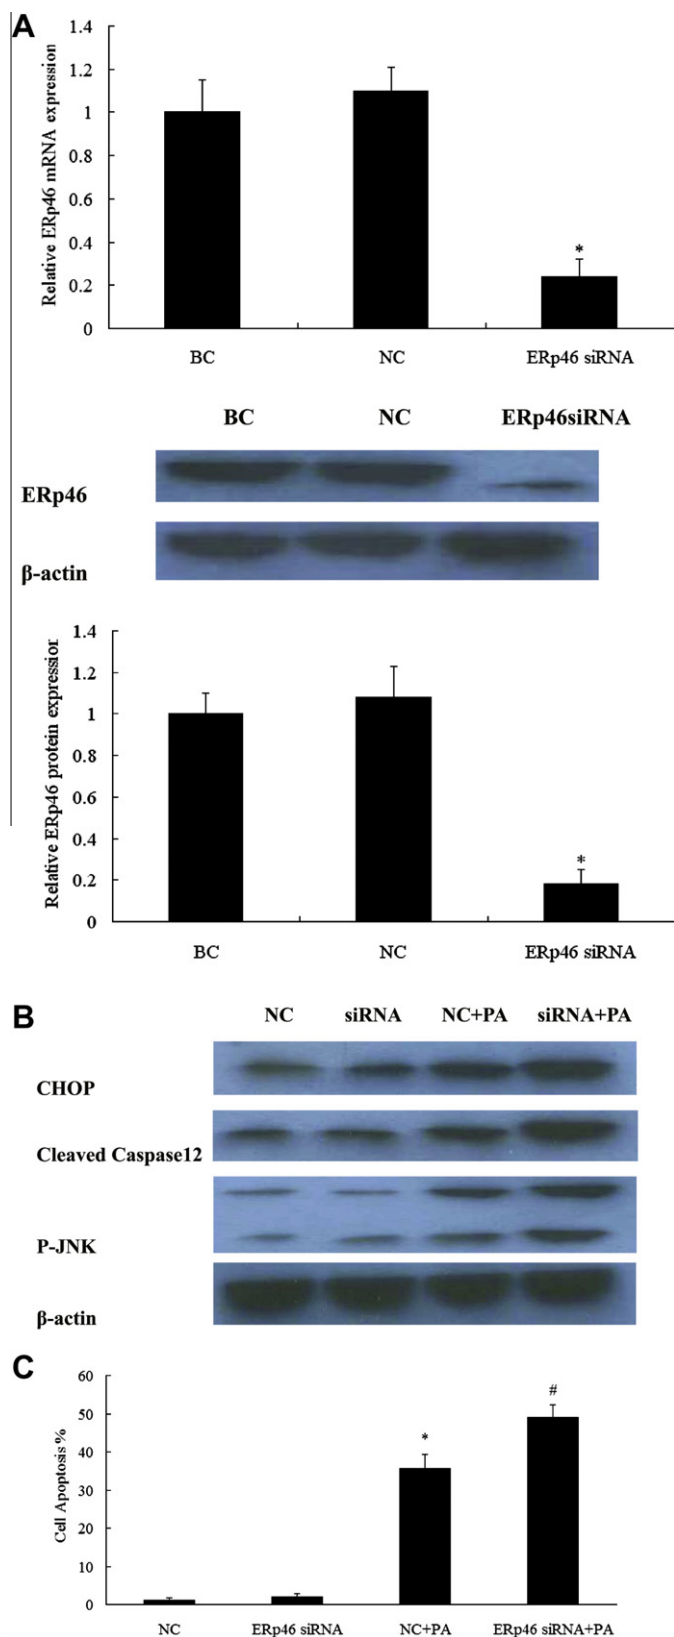 A
Relative ERp46 mRNA expression
1.4
1.2
1
0.8
0.6
0.4
0.2
0
*
BC NC ERp46 siRNA
BC NC ERp46siRNA
ERp46
β-actin
Relative ERp46 protein expression
1.4
1.2
1
0.8
0.6
0.4
0.2
0
*
BC NC ERp46 siRNA
B
NC siRNA NC+PA siRNA+PA
CHOP
Cleaved Caspase12
P-JNK
β-actin
C
Cell Apoptosis %
60
50
40
30
20
10
0
* #
NC ERp46 siRNA NC+PA ERp46 siRNA+PA